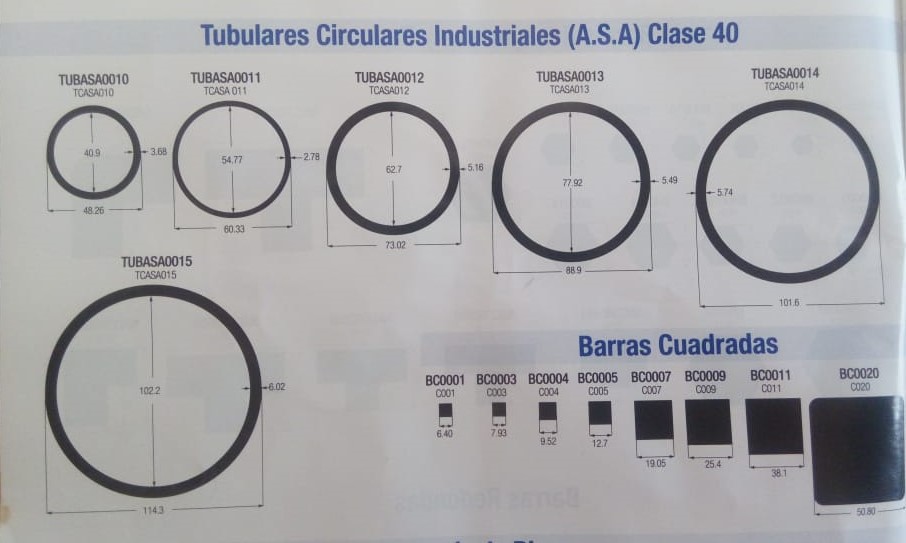 Tubulares Circulares Industriales (A.S.A) Clase 40
TUBASA0010
TCASA010
40.9
3.68
48.26
TUBASA0011
TCASA 011
54.77
2.78
60.33
TUBASA0012
TCASA012
62.7
5.16
73.02
TUBASA0013
TCASA013
77.92
5.49
88.9
TUBASA0014
TCASA014
5.74
101.6
TUBASA0015
TCASA015
102.2
6.02
114.3
Barras Cuadradas
BC0001
C001
6.40
BC0003
C003
7.93
BC0004
C004
9.52
BC0005
C005
12.7
BC0007
C007
19.05
BC0009
C009
25.4
BC0011
C011
38.1
BC0020
C020
50.80